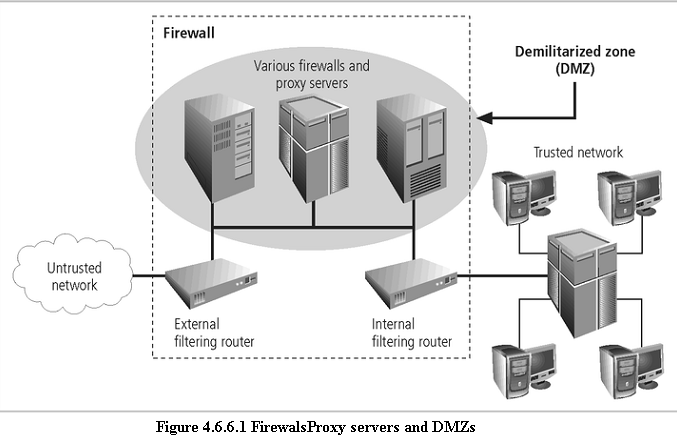 Firewall
Various firewalls and
proxy servers
Demilitarized zone
(DMZ)
Trusted network
Untrusted
network
External
filtering router
Internal
filtering router
Figure 4.6.6.1 FirewalsProxy servers and DMZs